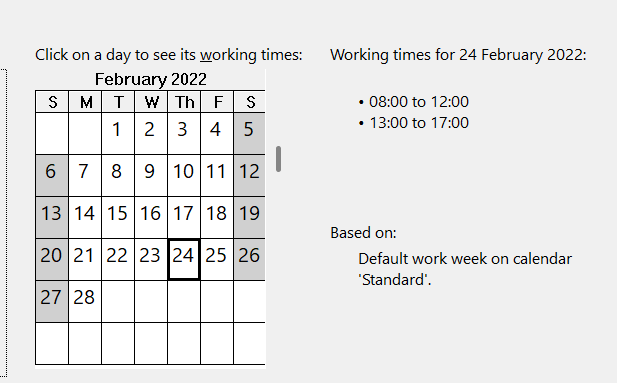 Click on a day to see its working times:
February 2022
S M T W Th F S
1 2 3 4 5
6 7 8 9 10 11 12
13 14 15 16 17 18 19
20 21 22 23 24 25 26
27 28
Working times for 24 February 2022:
• 08:00 to 12:00
• 13:00 to 17:00
Based on:
Default work week on calendar
'Standard'.